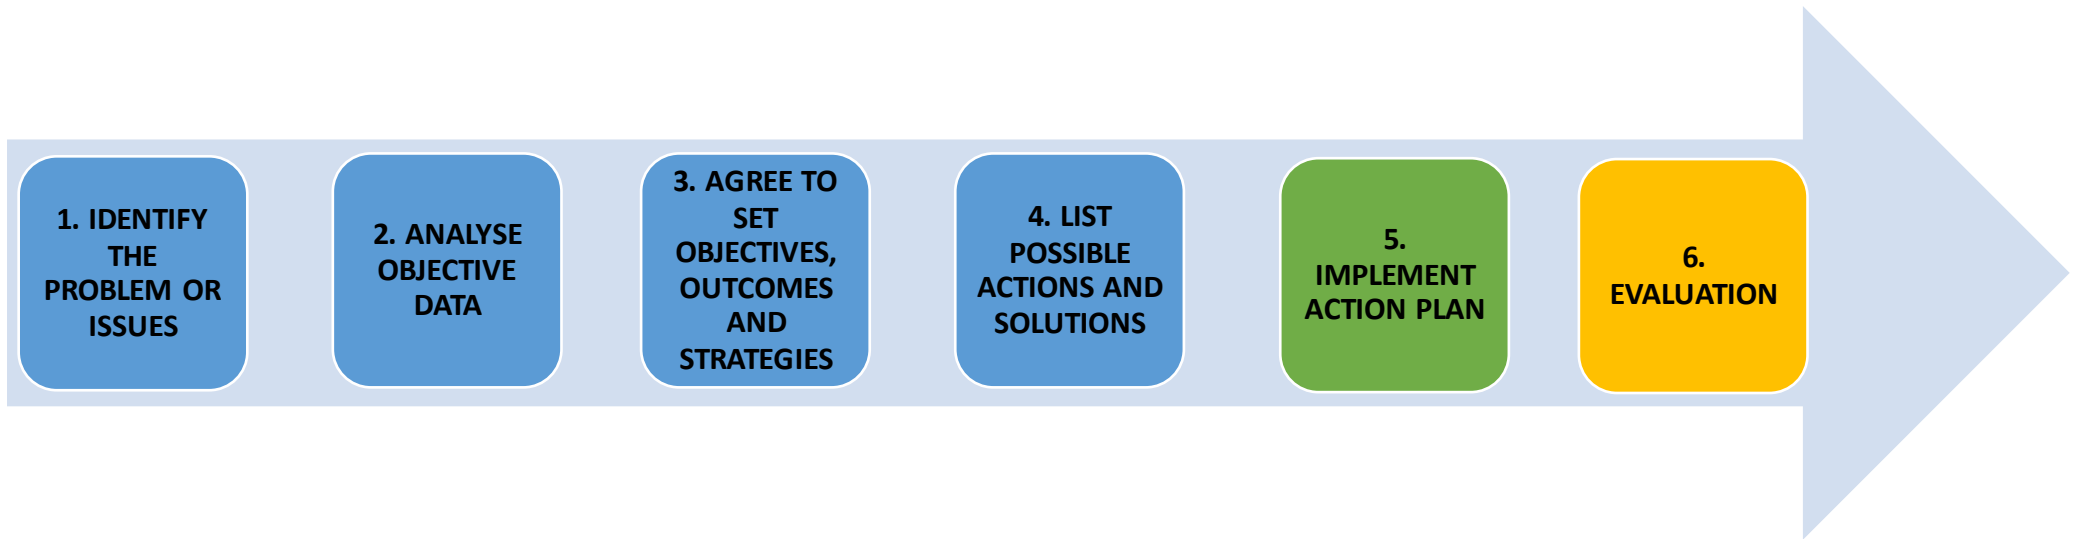 1. IDENTIFY
THE
PROBLEM OR
ISSUES
2. ANALYSE
OBJECTIVE
DATA
3. AGREE TO
SET
OBJECTIVES,
OUTCOMES
AND
STRATEGIES
4. LIST
POSSIBLE
ACTIONS AND
SOLUTIONS
5.
IMPLEMENT
ACTION PLAN
6.
EVALUATION